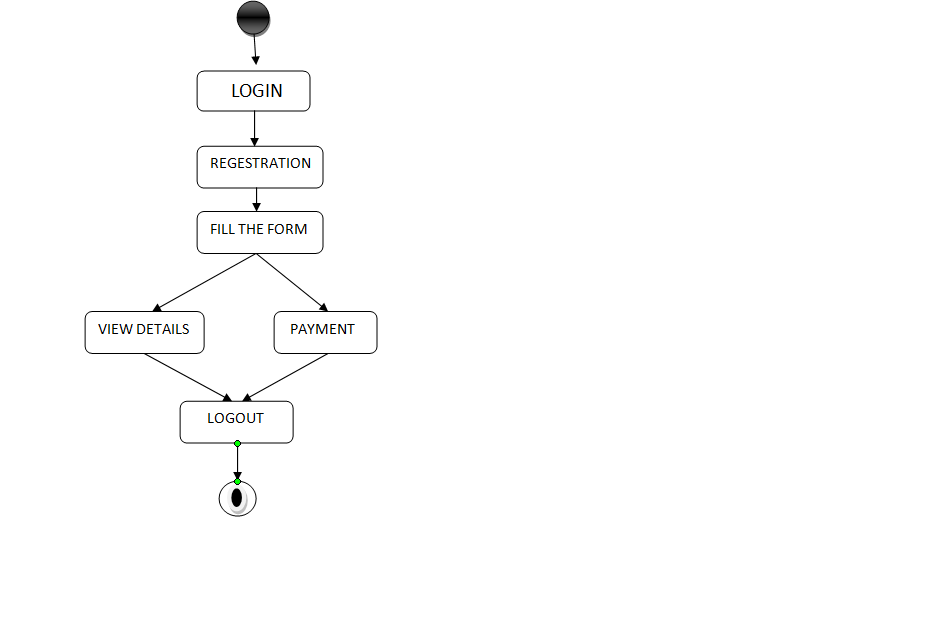 LOGIN
REGESTRATION
FILL THE FORM
VIEW DETAILS
PAYMENT
LOGOUT